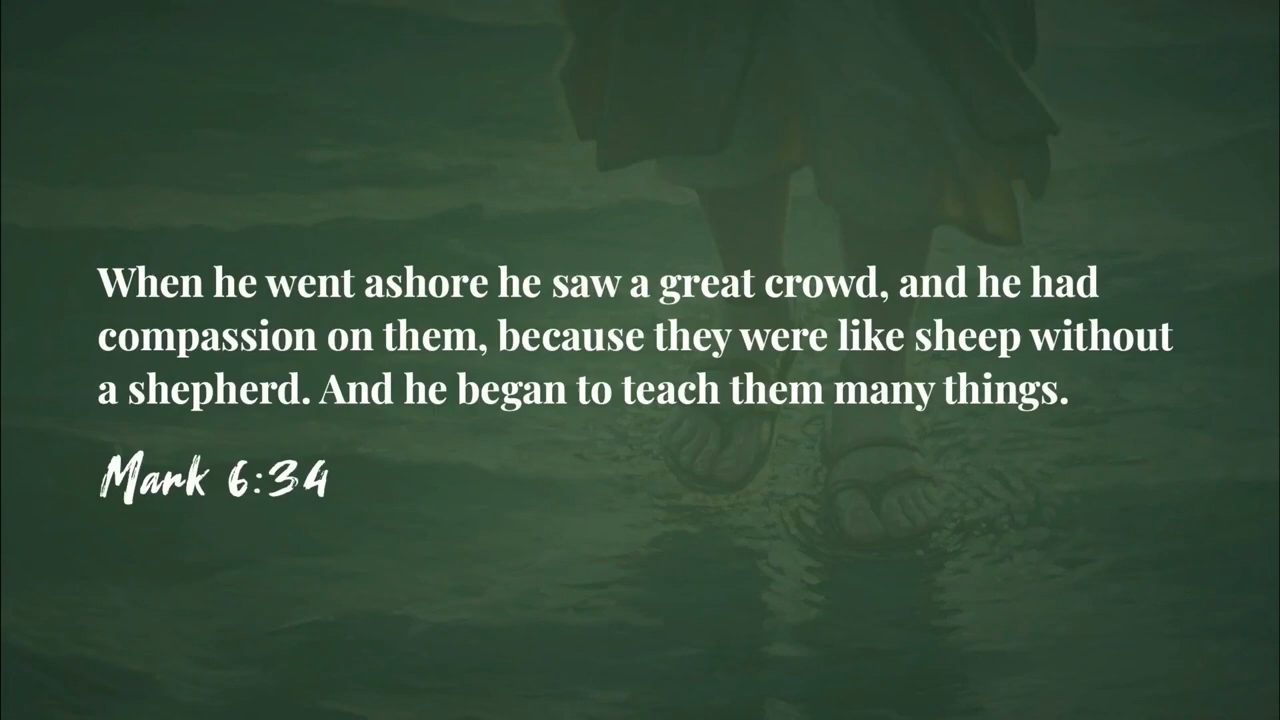 When he went ashore he saw a great crowd, and he had
compassion on them, because they were like sheep without
a shepherd. And he began to teach them many things.
Mark 6:34